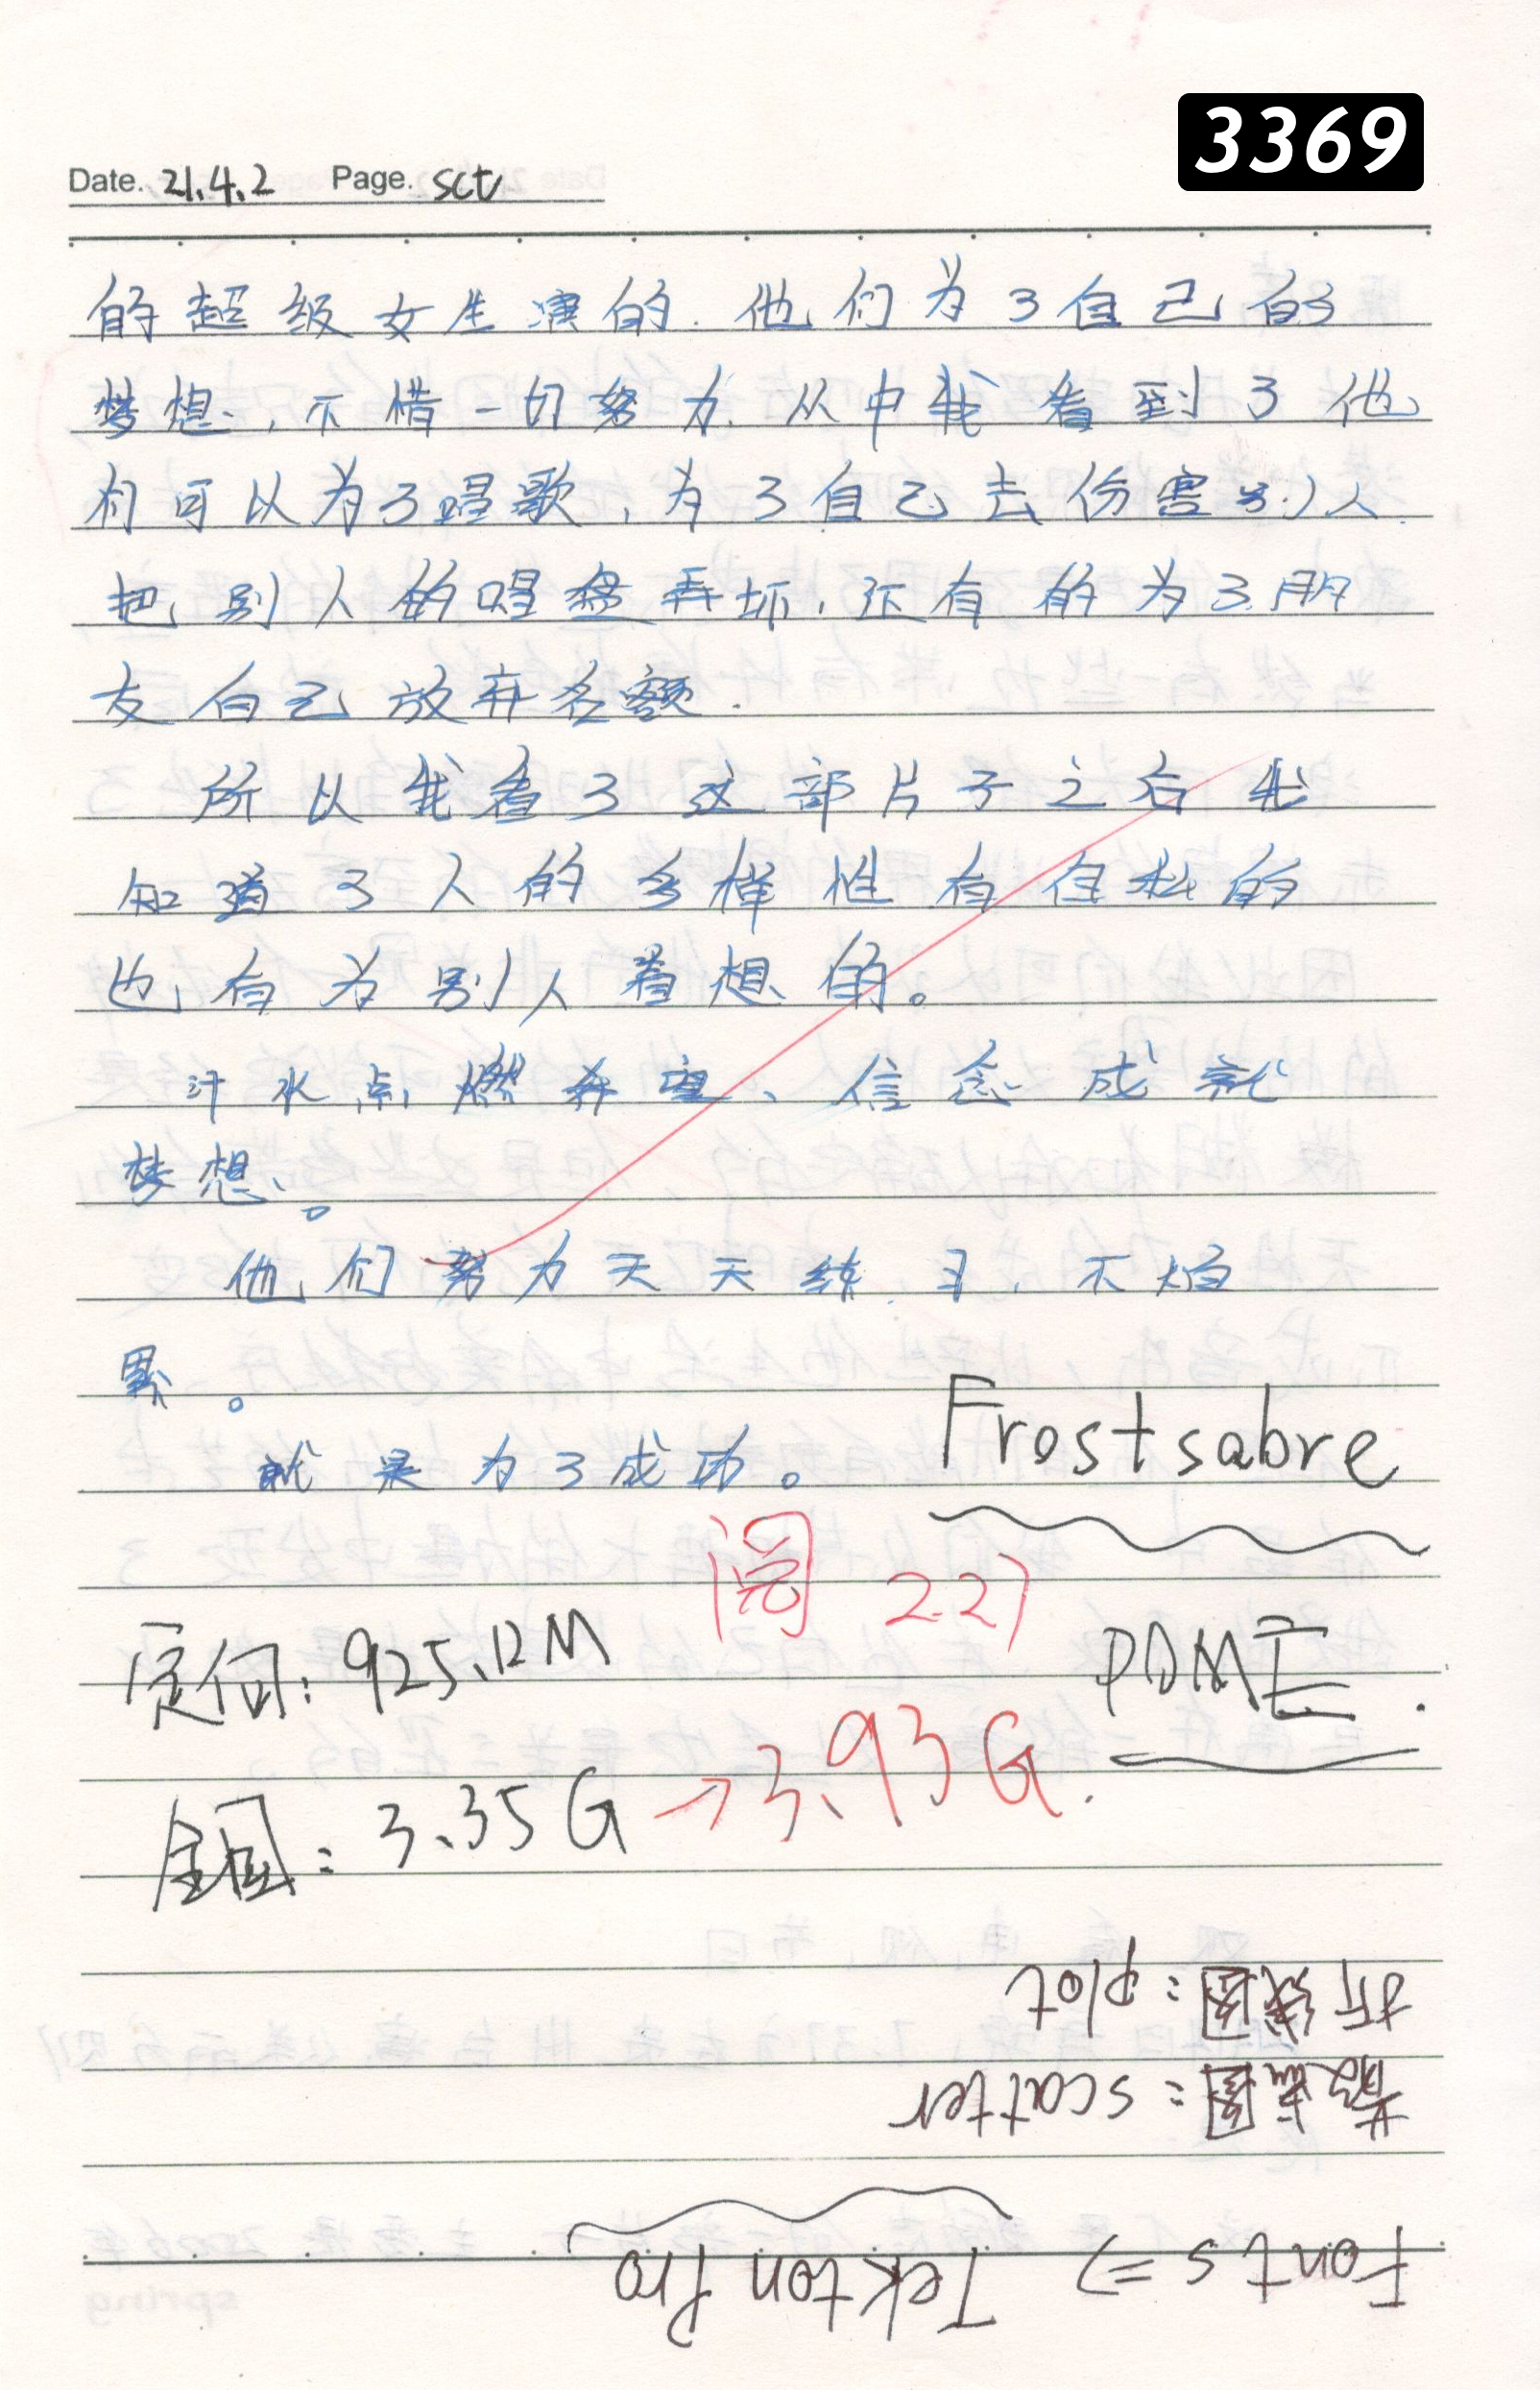 3369
Date. 21.4.2 Page. sct
的超级女生演的.他们为了自己的
梦想,不惜一切努力.从中我看到了他
们可以为了唱歌,为了自己去伤害别人.
把别人的唱盘弄坏,还有的为了朋
友自己放弃名额.
所以我看了这部片子之后我
知道了人的多样性有自私的
也有为别人着想的。
汁水点燃希望、信念成就
梦想。
他们努力天天练习,不怕
累。
就是为了成功。
Frostsabre
阅 2.27
定向:925.12M
PDME.
全国:3.35G→3.93G.
Fonts => Tekton Pro
散点图:scatter
折线图:plot